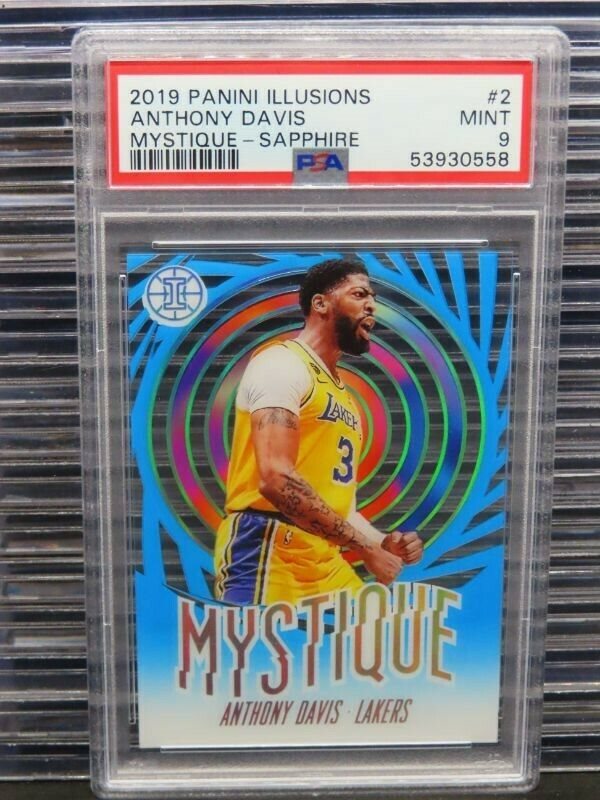 2019 PANINI ILLUSIONS #2
ANTHONY DAVIS MINT
MYSTIQUE - SAPPHIRE 9
PSA 53930558
I
LAKERS
3
MYSTIQUE
ANTHONY DAVIS · LAKERS